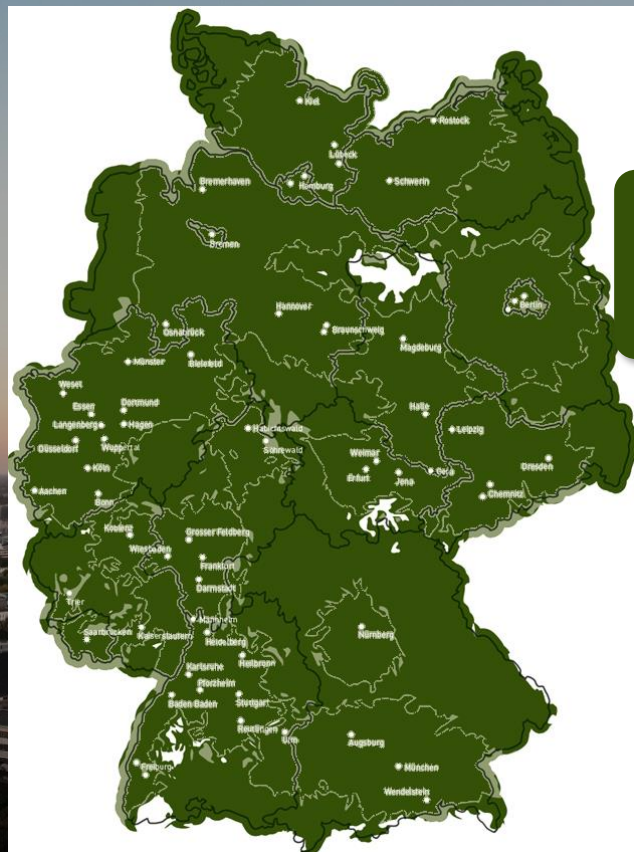 Kiel
Rostock
Lübeck
Hamburg
Schwerin
Bremerhaven
Bremen
Berlin
Hannover
Braunschweig
Osnabrück
Magdeburg
Münster
Bielefeld
Wesel
Dortmund
Essen
Halle
Langenberg
Hagen
Habichtswald
Leipzig
Düsseldorf
Wuppertal
Sohrewald
Weimar
Dresden
Köln
Erfurt
Jena
Gera
Aachen
Bonn
Chemnitz
Koblenz
Grosser Feldberg
Wiesbaden
Frankfurt
Darmstadt
Trier
Mannheim
Saarbrücken
Kaiserslautern
Heidelberg
Nürnberg
Heilbronn
Karlsruhe
Pforzheim
Baden Baden
Stuttgart
Reutlingen
Ulm
Augsburg
Freiburg
München
Wendelstein